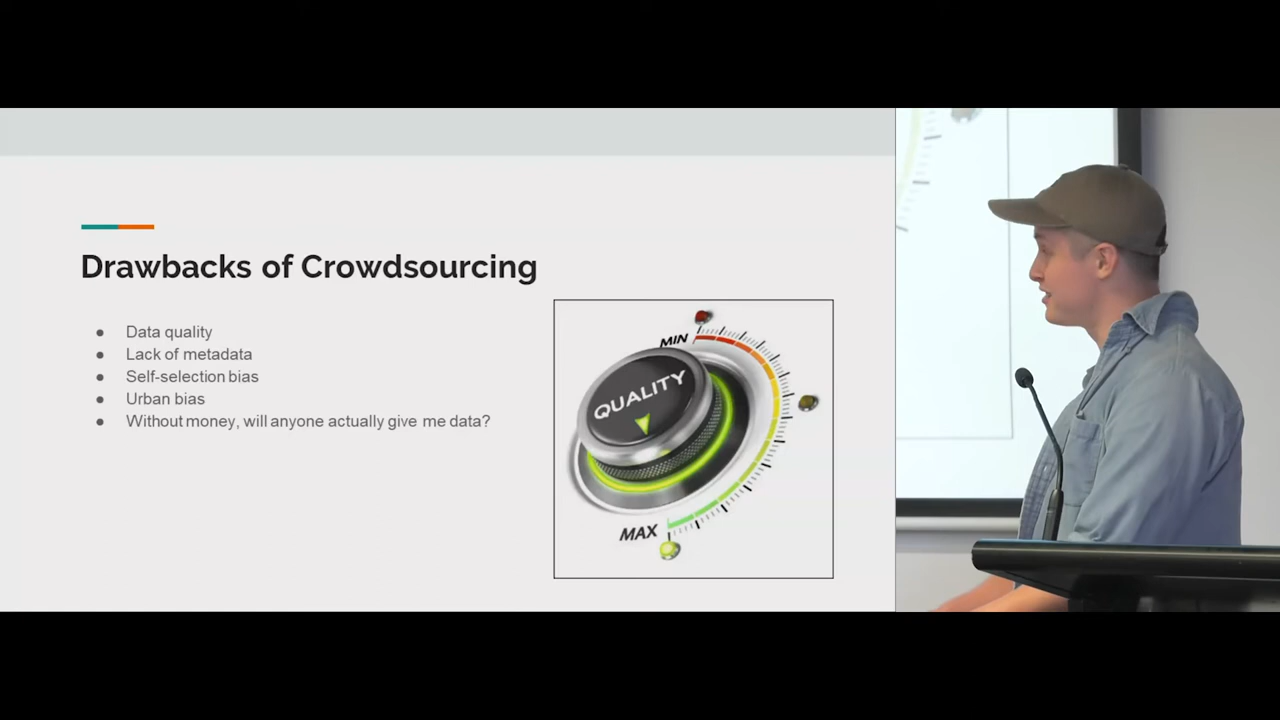 Drawbacks of Crowdsourcing
● Data quality
● Lack of metadata
● Self-selection bias
● Urban bias
● Without money, will anyone actually give me data?
MIN
QUALITY
MAX